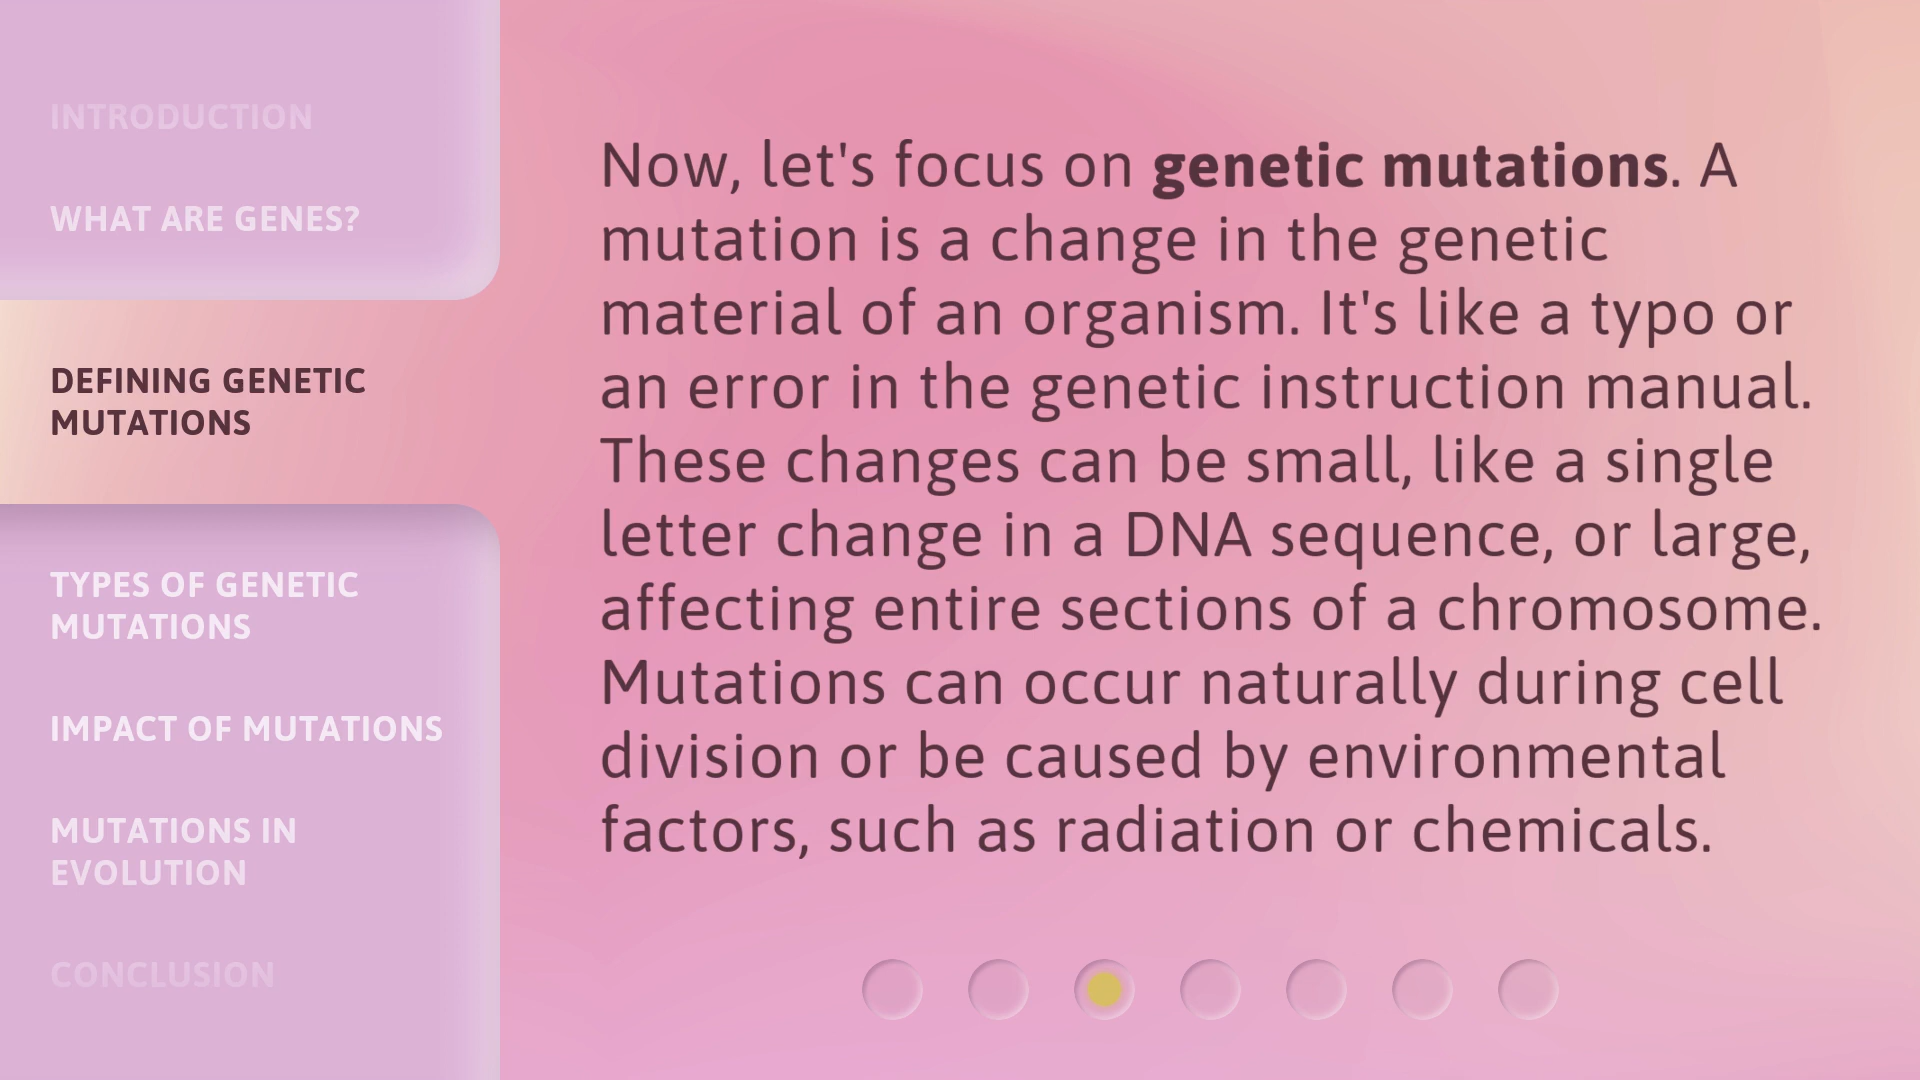 INTRODUCTION
WHAT ARE GENES?
DEFINING GENETIC
MUTATIONS
TYPES OF GENETIC
MUTATIONS
IMPACT OF MUTATIONS
MUTATIONS IN
EVOLUTION
CONCLUSION
Now, let's focus on genetic mutations. A
mutation is a change in the genetic
material of an organism. It's like a typo or
an error in the genetic instruction manual.
These changes can be small, like a single
letter change in a DNA sequence, or large,
affecting entire sections of a chromosome.
Mutations can occur naturally during cell
division or be caused by environmental
factors, such as radiation or chemicals.